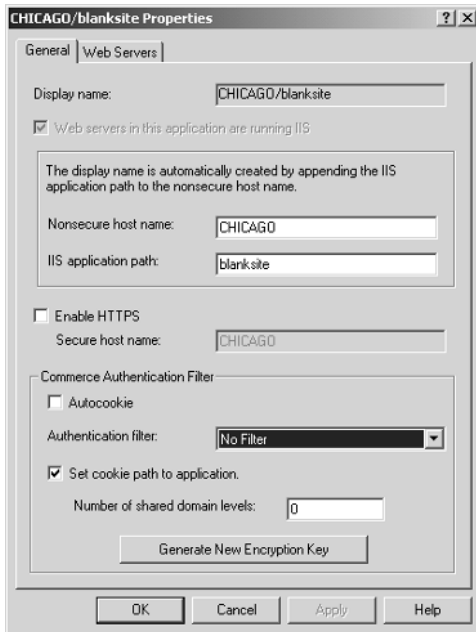 CHICAGO/blanksite Properties
General
Web Servers
Display name:
CHICAGO/blanksite
Web servers in this application are running IIS
The display name is automatically created by appending the IIS
application path to the nonsecure host name.
Nonsecure host name:
CHICAGO
IIS application path:
blanksite
Enable HTTPS
Secure host name:
CHICAGO
Commerce Authentication Filter
Autocookie
Authentication filter:
No Filter
Set cookie path to application.
Number of shared domain levels:
0
Generate New Encryption Key
OK
Cancel
Apply
Help